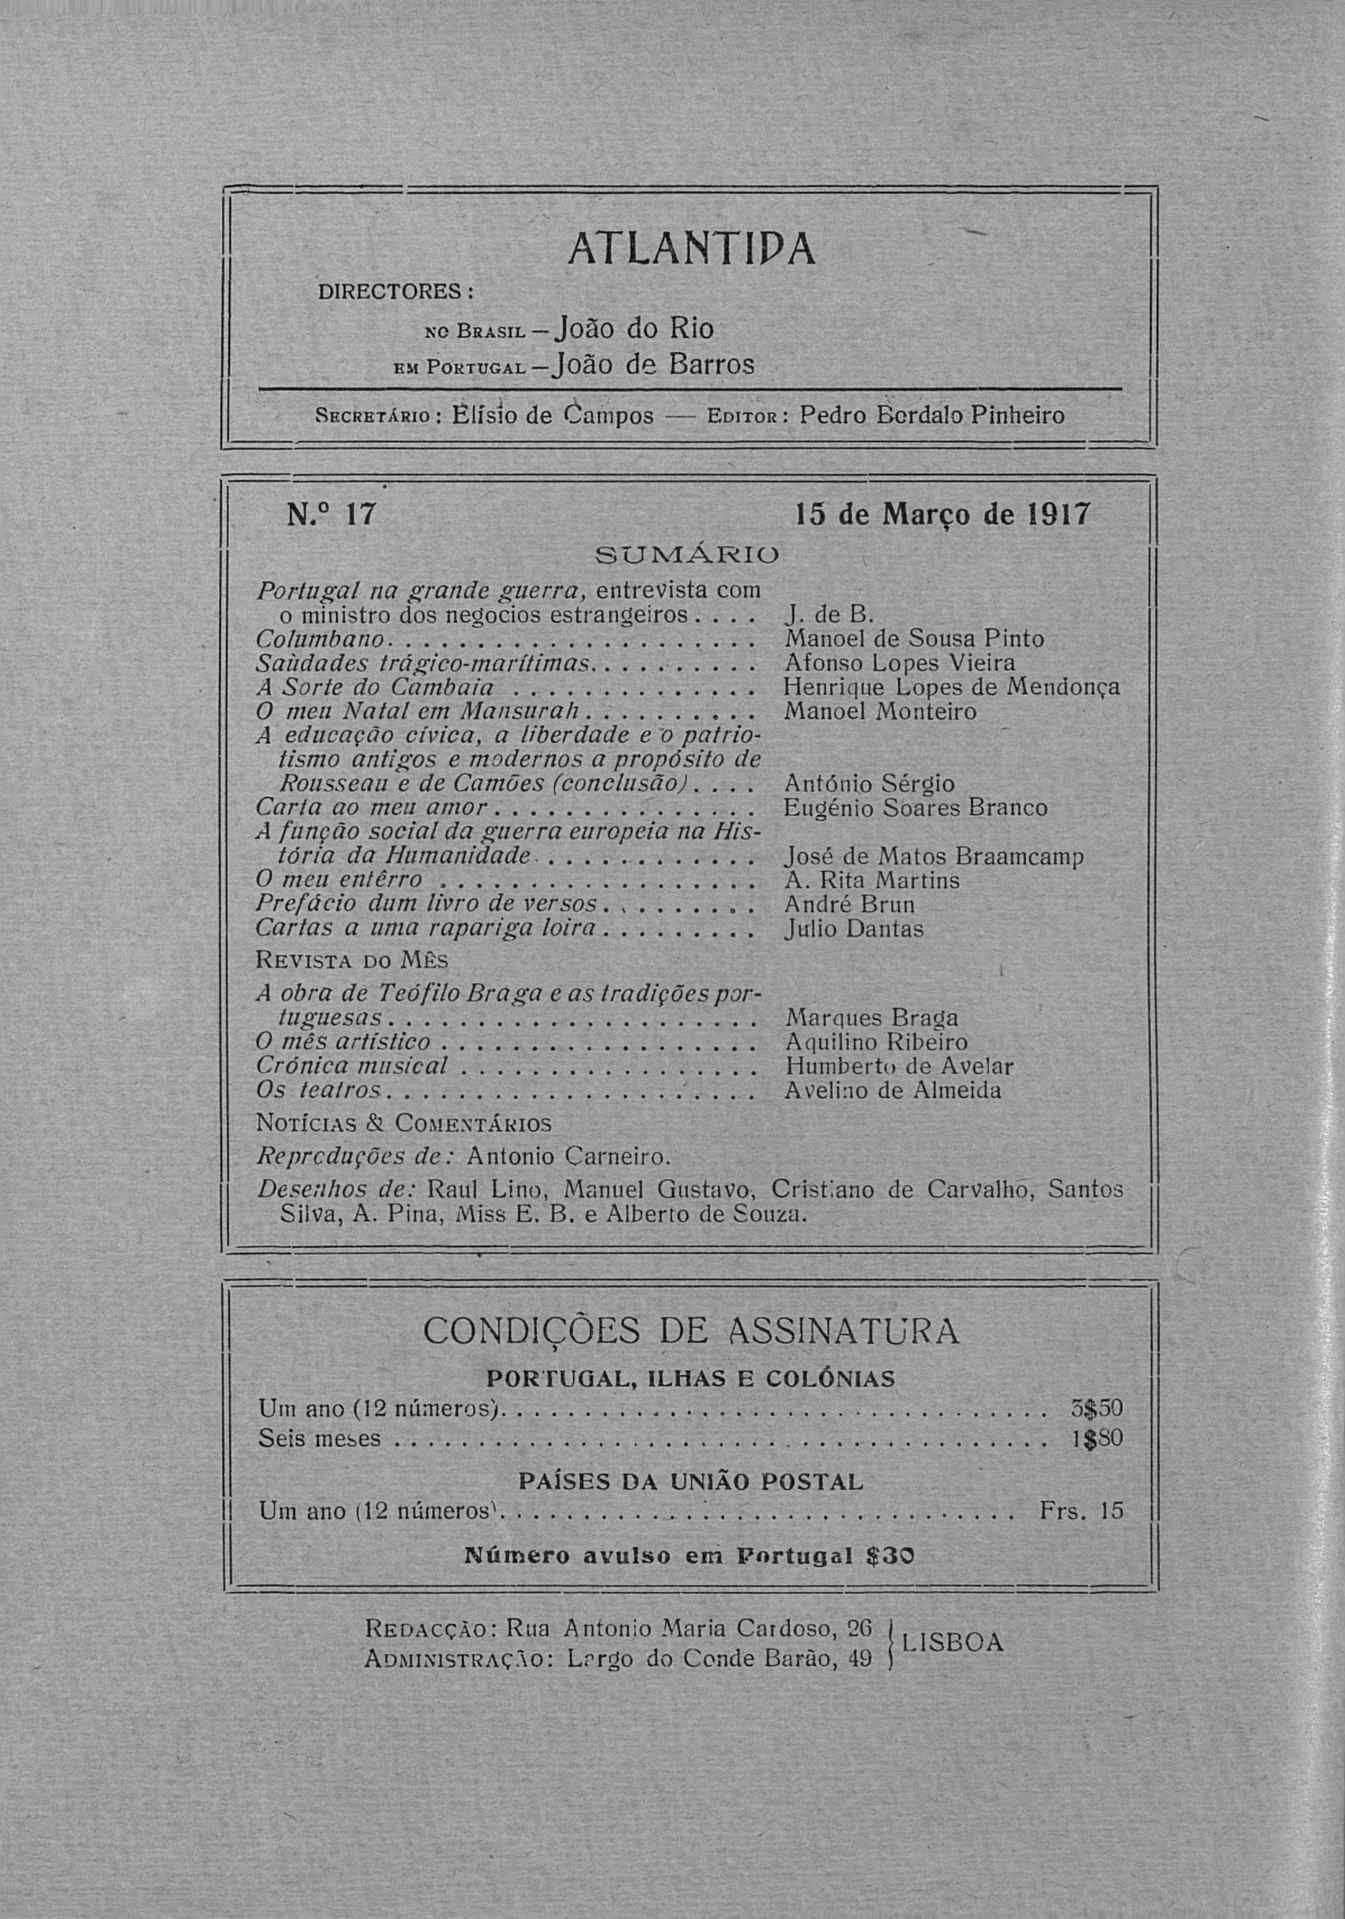 ATLANTIDA
DIRECTORES:
NO BRASIL — João do Rio
EM PORTUGAL — João de Barros
SECRETÁRIO: Elísio de Campos — EDITOR: Pedro Bordalo Pinheiro
N.º 17 15 de Março de 1917
SUMÁRIO
Portugal na grande guerra, entrevista com
o ministro dos negocios estrangeiros .... J. de B.
Columbano..................... Manoel de Sousa Pinto
Saùdades trágico-marítimas.......... Afonso Lopes Vieira
A Sorte do Cambaia .............. Henrique Lopes de Mendonça
O meu Natal em Mansurah.......... Manoel Monteiro
A educação cívica, a liberdade e o patrio-
tismo antigos e modernos a propósito de
Rousseau e de Camões (conclusão).... António Sérgio
Carta ao meu amor............... Eugénio Soares Branco
A função social da guerra europeia na His-
tória da Humanidade............. José de Matos Braamcamp
O meu entêrro .................. A. Rita Martins
Prefácio dum livro de versos......... André Brun
Cartas a uma rapariga loira......... Julio Dantas
REVISTA DO MÊS
A obra de Teófilo Braga e as tradições por-
tuguesas..................... Marques Braga
O mês artístico .................. Aquilino Ribeiro
Crónica musical ................. Humberto de Avelar
Os teatros..................... Avelino de Almeida
NOTÍCIAS & COMENTÁRIOS
Reproduções de: Antonio Carneiro.
Desenhos de: Raul Lino, Manuel Gustavo, Cristiano de Carvalho, Santos
Silva, A. Pina, Miss E. B. e Alberto de Souza.
CONDIÇÕES DE ASSINATURA
PORTUGAL, ILHAS E COLÓNIAS
Um ano (12 números)............................... 3$50
Seis meses ..................................... 1$80
PAÍSES DA UNIÃO POSTAL
Um ano (12 números)............................. Frs. 15
Número avulso em Portugal $30
REDACÇÃO: Rua Antonio Maria Cardoso, 26 } LISBOA
ADMINISTRAÇÃO: Largo do Conde Barão, 49